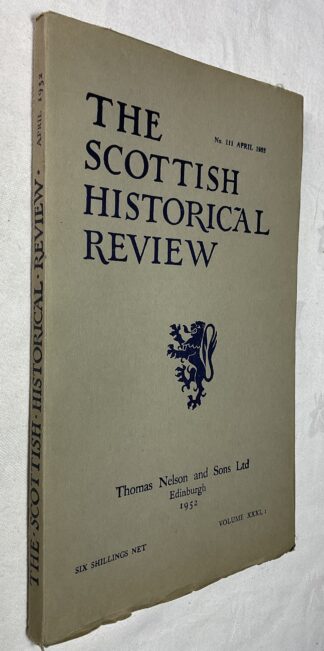 THE · SCOTTISH · HISTORICAL · REVIEW · APRIL 1952
No. 111 APRIL 1952
THE
SCOTTISH
HISTORICAL
REVIEW
Thomas Nelson and Sons Ltd
Edinburgh
1952
VOLUME XXXI, 1
SIX SHILLINGS NET